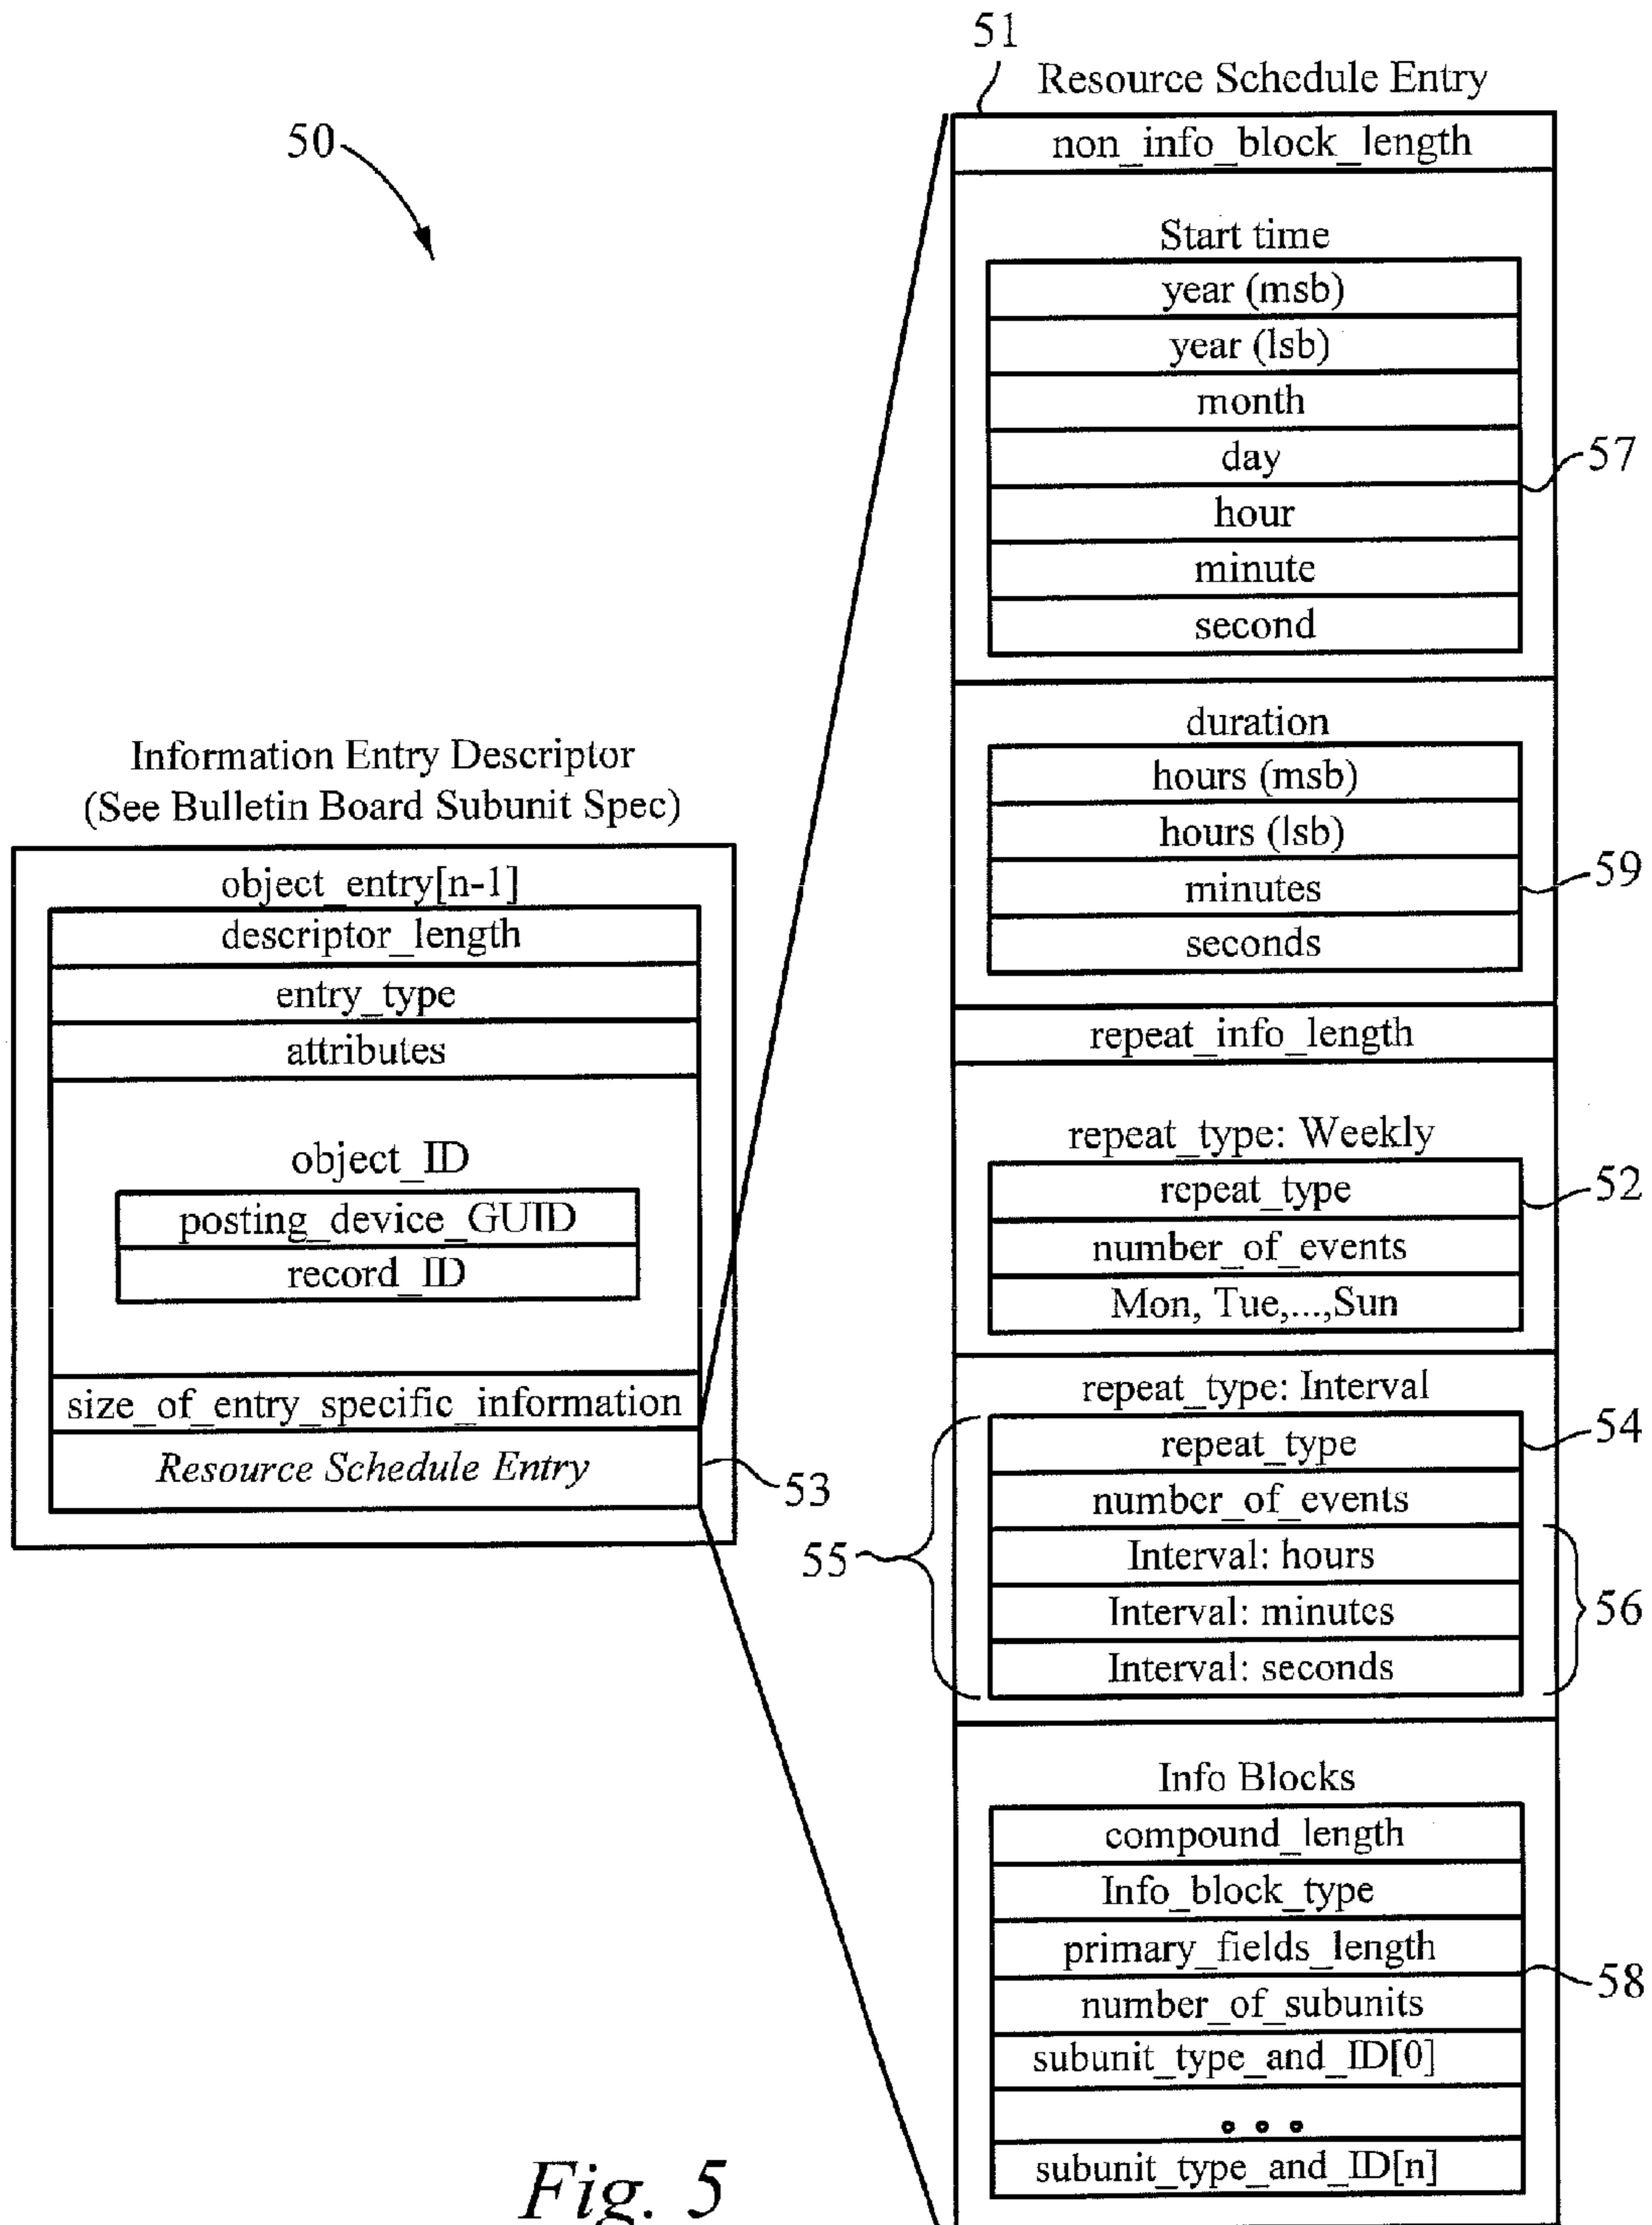 50
Information Entry Descriptor
(See Bulletin Board Subunit Spec)
object_entry[n-1]
descriptor_length
entry_type
attributes
object_ID
posting_device_GUID
record_ID
size_of_entry_specific_information
Resource Schedule Entry
53
51
Resource Schedule Entry
non_info_block_length
Start time
year (msb)
year (lsb)
month
day
57
hour
minute
second
duration
hours (msb)
hours (lsb)
minutes
59
seconds
repeat_info_length
repeat_type: Weekly
repeat_type
52
number_of_events
Mon, Tue,...,Sun
repeat_type: Interval
repeat_type
54
number_of_events
55
Interval: hours
Interval: minutes
56
Interval: seconds
Info Blocks
compound_length
Info_block_type
primary_fields_length
58
number_of_subunits
subunit_type_and_ID[0]
• • •
subunit_type_and_ID[n]
Fig. 5